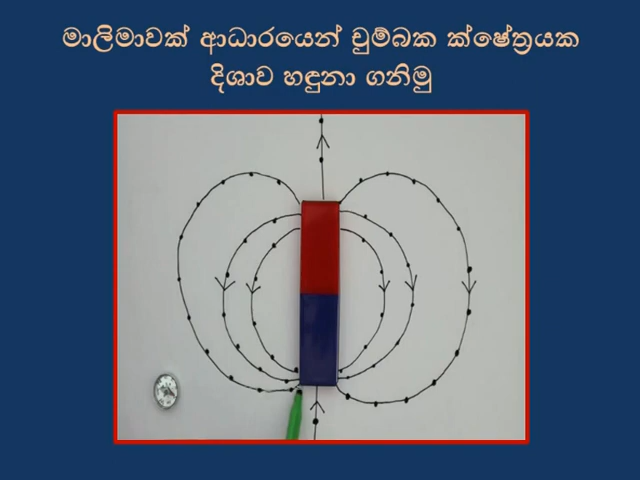 මාලිමාවක් ආධාරයෙන් චුම්බක ක්ෂේත්‍රයක
දිශාව හඳුනා ගනිමු